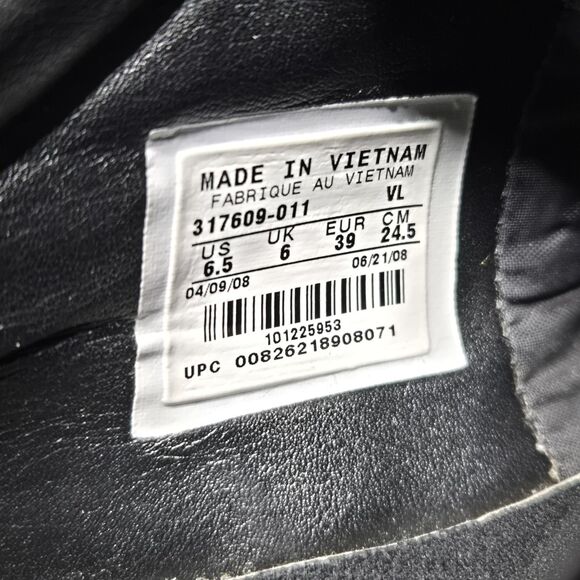 MADE IN VIETNAM
FABRIQUE AU VIETNAM
317609-011 VL
US UK EUR CM
6.5 6 39 24.5
04/09/08 06/21/08
101225953
UPC 00826218908071